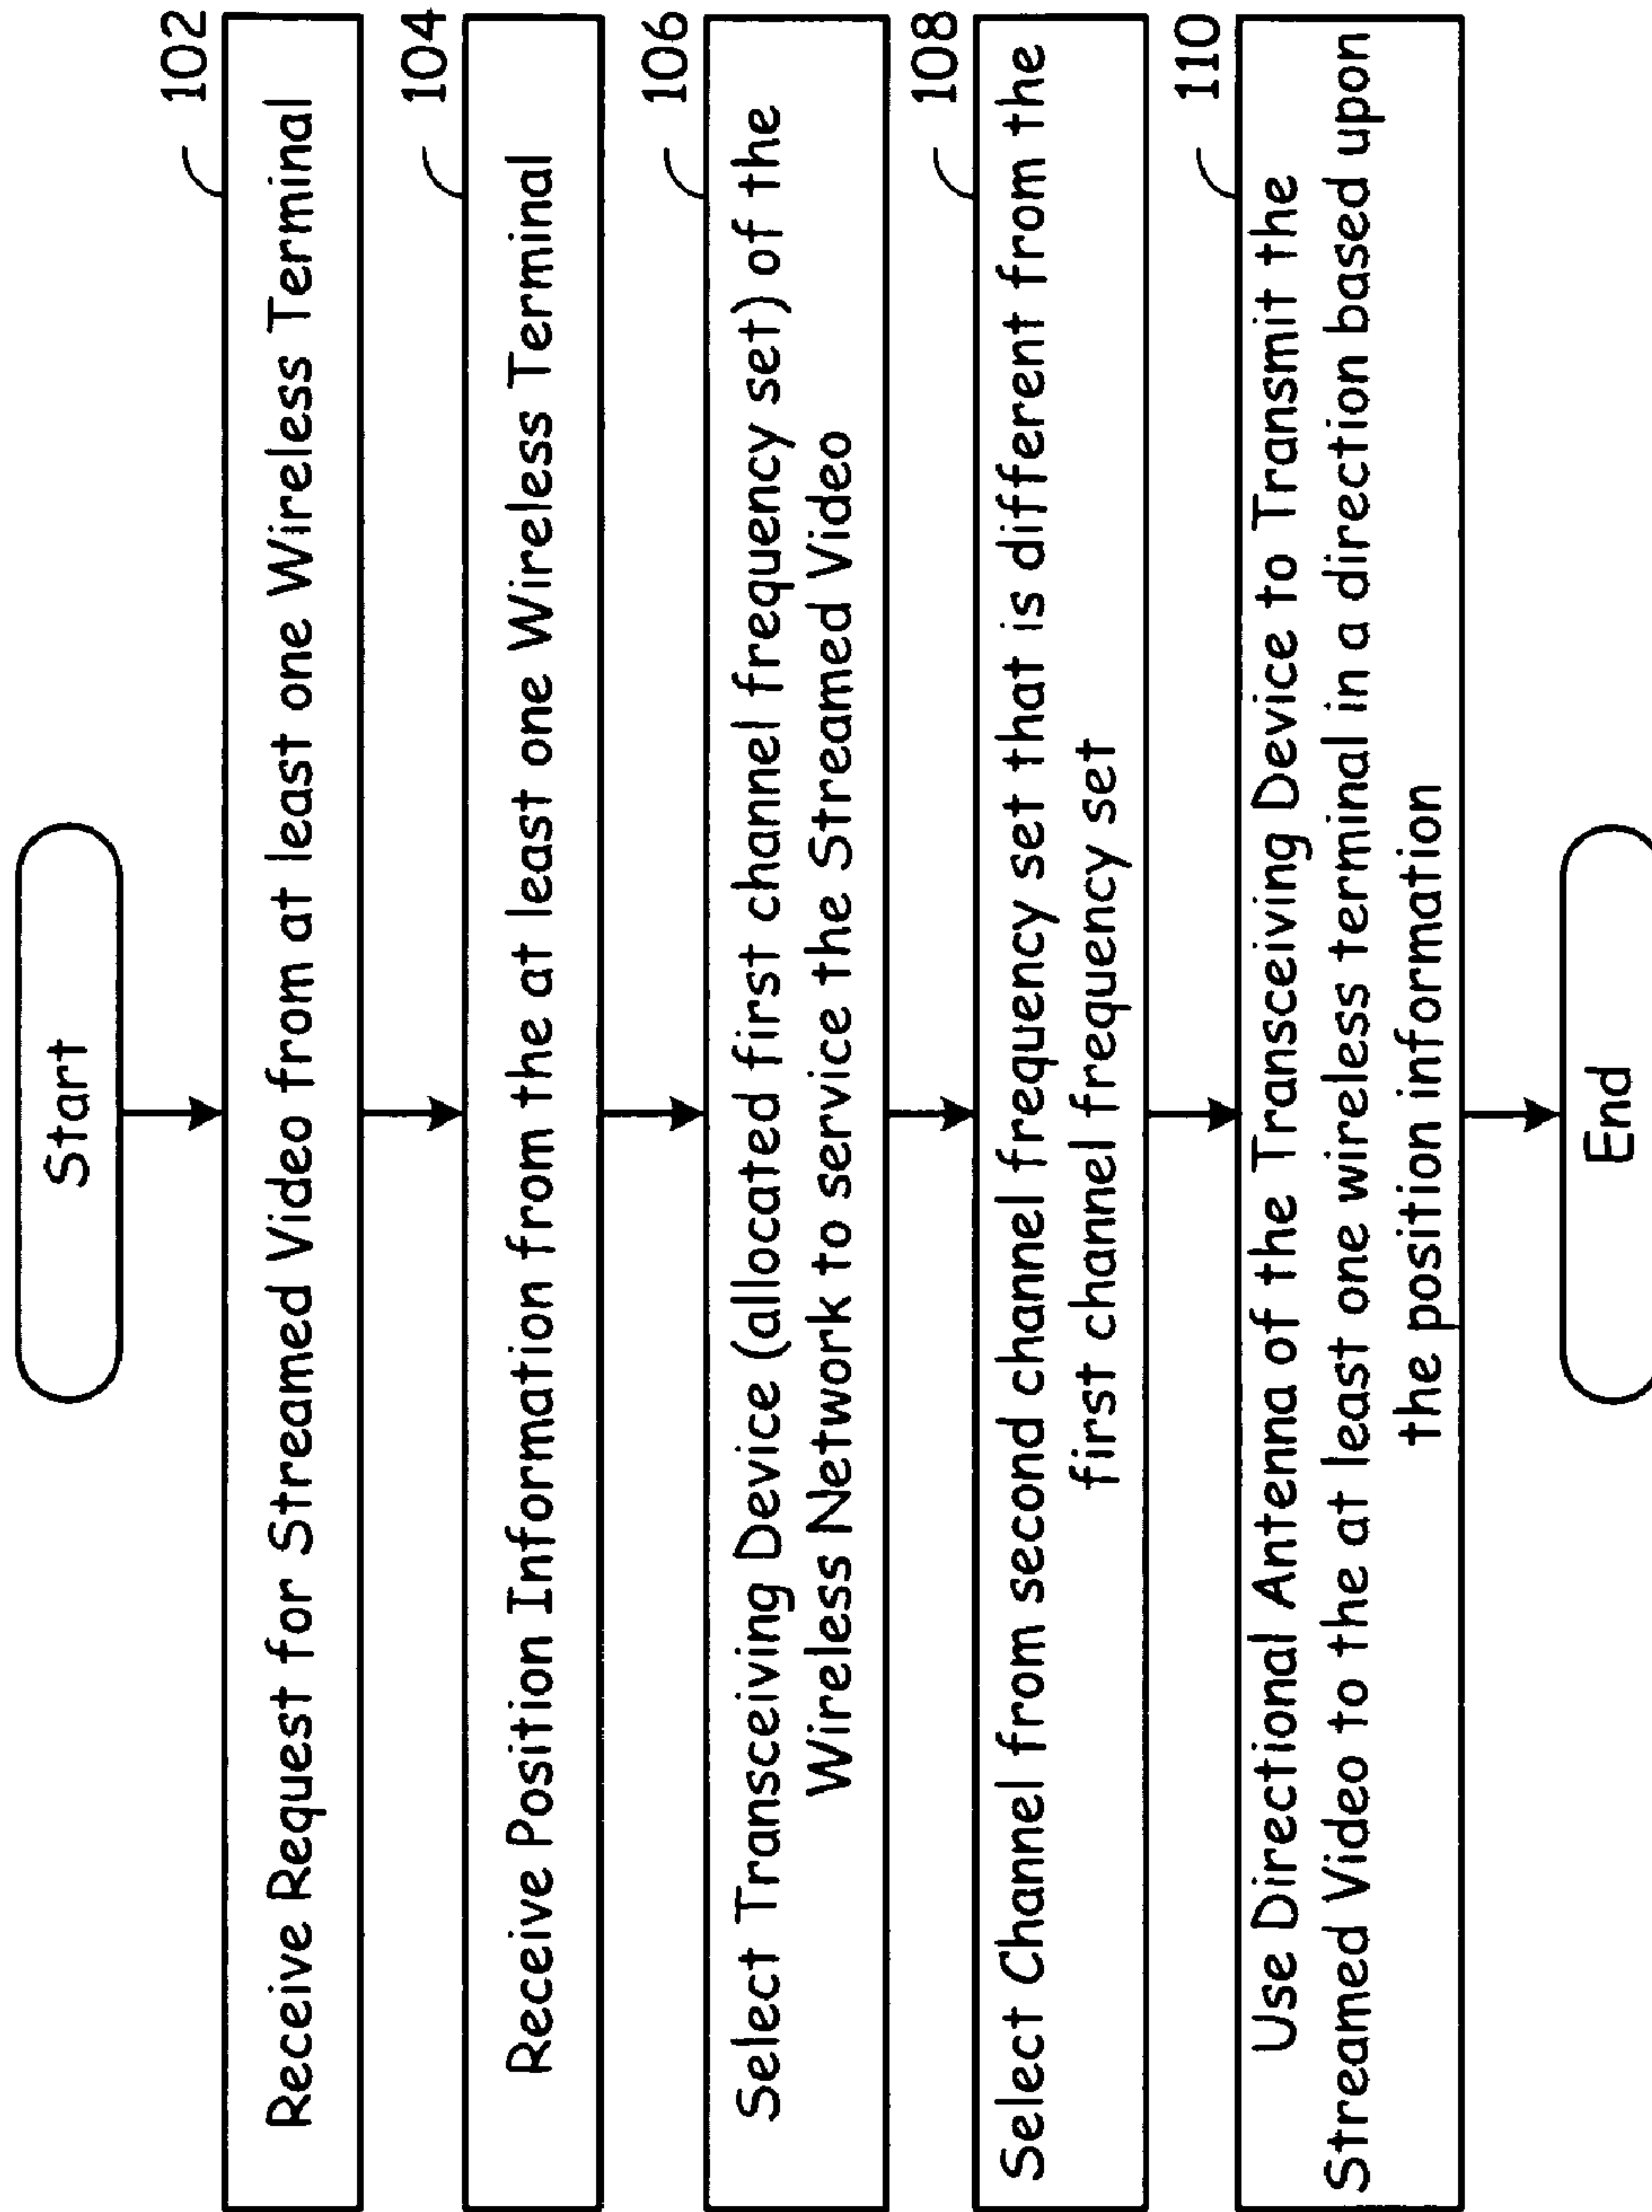 Start
102
Receive Request for Streamed Video from at least one Wireless Terminal
104
Receive Position Information from the at least one Wireless Terminal
106
Select Transceiving Device (allocated first channel frequency set) of the
Wireless Network to service the Streamed Video
108
Select Channel from second channel frequency set that is different from the
first channel frequency set
110
Use Directional Antenna of the Transceiving Device to Transmit the
Streamed Video to the at least one wireless terminal in a direction based upon
the position information
End